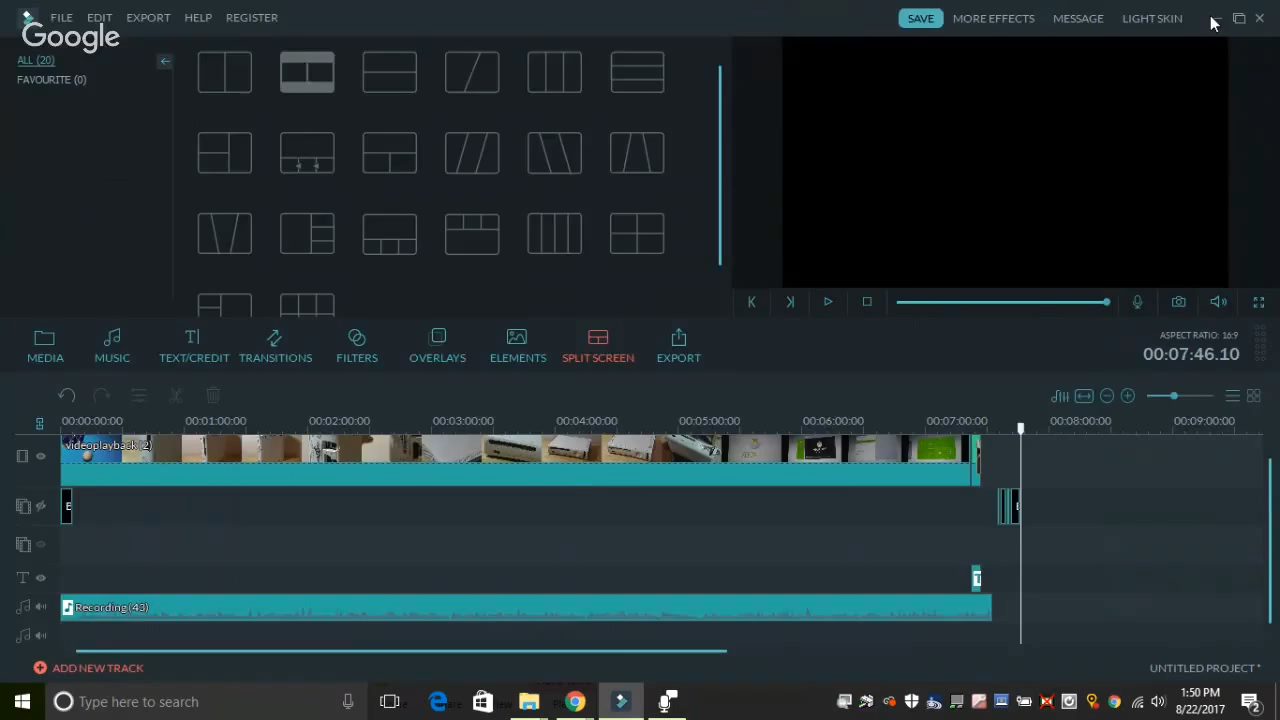 FILE EDIT EXPORT HELP REGISTER SAVE MORE EFFECTS MESSAGE LIGHT SKIN
Google
ALL (20)
FAVOURITE (0)
MEDIA MUSIC TEXT/CREDIT TRANSITIONS FILTERS OVERLAYS ELEMENTS SPLIT SCREEN EXPORT
ASPECT RATIO: 16:9
00:07:46.10
00:00:00:00 00:01:00:00 00:02:00:00 00:03:00:00 00:04:00:00 00:05:00:00 00:06:00:00 00:07:00:00 00:08:00:00 00:09:00:00
videoplayback (2)
XBOX
E
T
Recording (43)
ADD NEW TRACK
UNTITLED PROJECT *
Type here to search
1:50 PM
8/22/2017
2